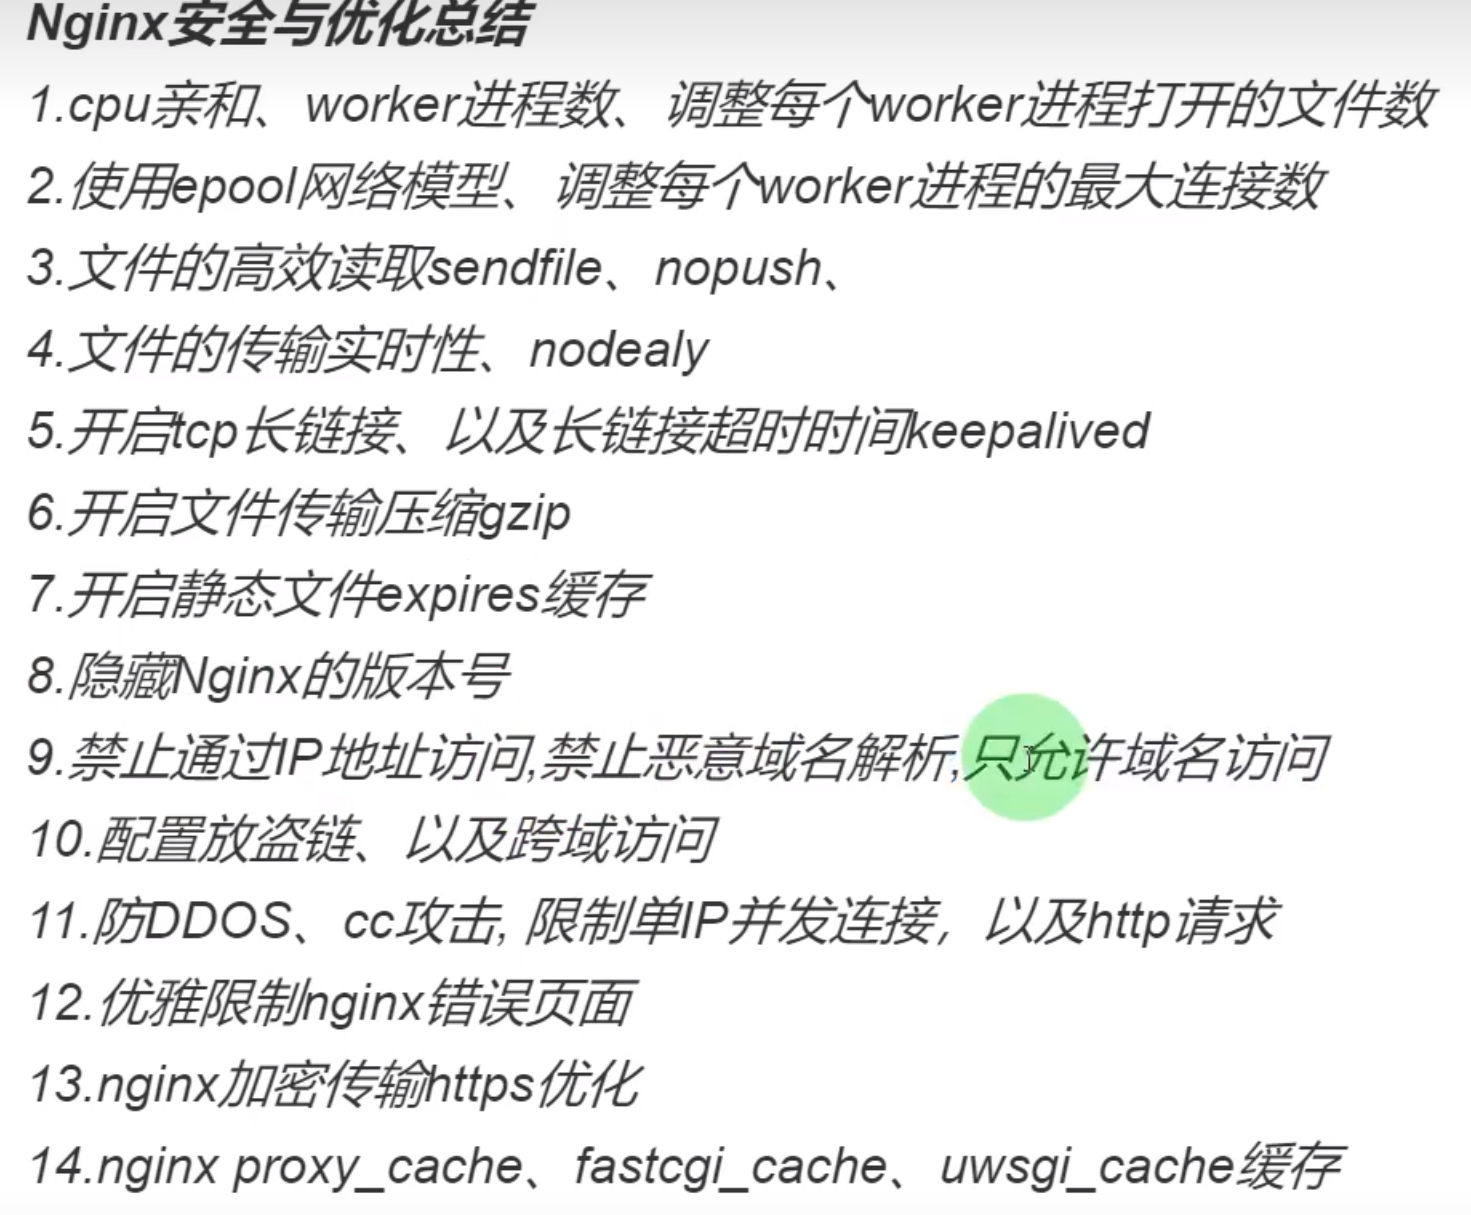 Nginx安全与优化总结
1.cpu亲和、worker进程数、调整每个worker进程打开的文件数
2.使用epool网络模型、调整每个worker进程的最大连接数
3.文件的高效读取sendfile、nopush、
4.文件的传输实时性、nodealy
5.开启tcp长链接、以及长链接超时时间keepalived
6.开启文件传输压缩gzip
7.开启静态文件expires缓存
8.隐藏Nginx的版本号
9.禁止通过IP地址访问,禁止恶意域名解析,只允许域名访问
10.配置放盗链、以及跨域访问
11.防DDOS、cc攻击, 限制单IP并发连接，以及http请求
12.优雅限制nginx错误页面
13.nginx加密传输https优化
14.nginx proxy_cache、fastcgi_cache、uwsgi_cache缓存